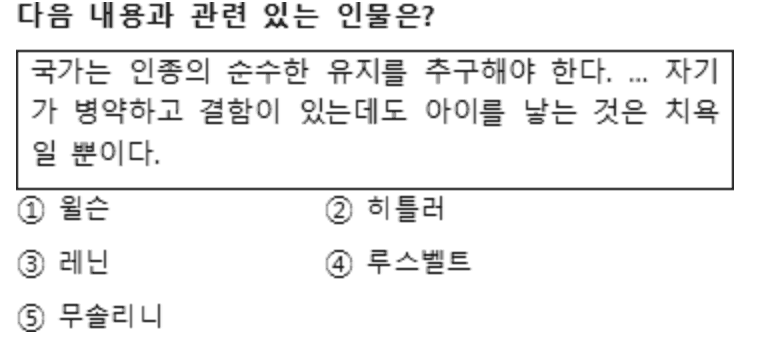 다음 내용과 관련 있는 인물은?
국가는 인종의 순수한 유지를 추구해야 한다. ... 자기
가 병약하고 결함이 있는데도 아이를 낳는 것은 치욕
일 뿐이다.
① 윌슨 ② 히틀러
③ 레닌 ④ 루스벨트
⑤ 무솔리니